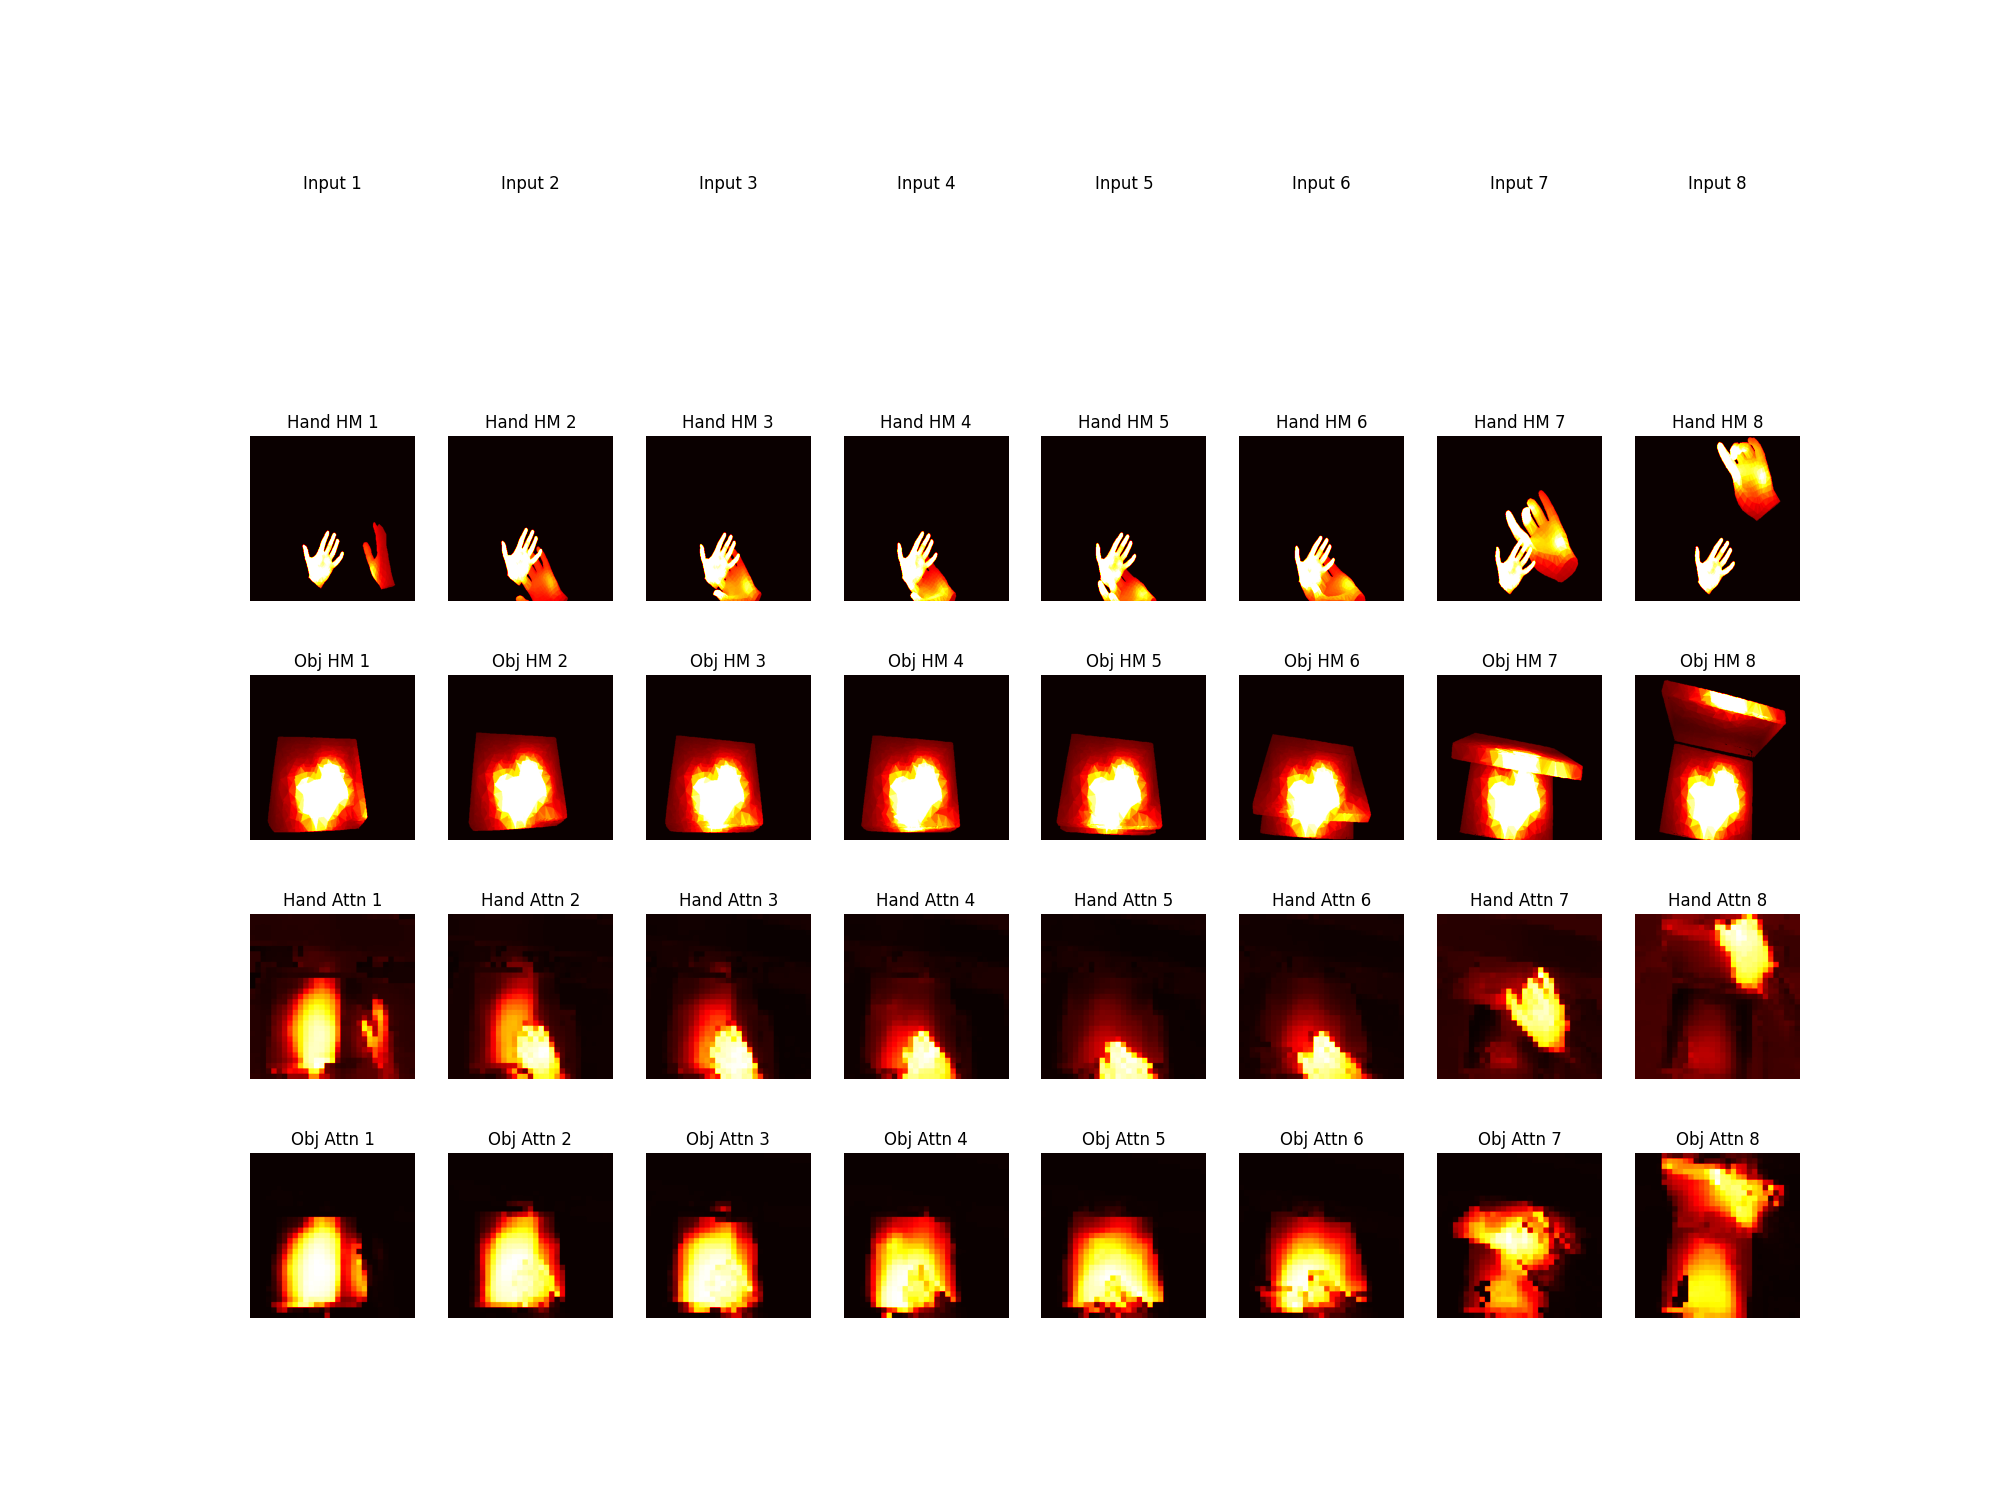 Input 1 Input 2 Input 3 Input 4 Input 5 Input 6 Input 7 Input 8
Hand HM 1 Hand HM 2 Hand HM 3 Hand HM 4 Hand HM 5 Hand HM 6 Hand HM 7 Hand HM 8
Obj HM 1 Obj HM 2 Obj HM 3 Obj HM 4 Obj HM 5 Obj HM 6 Obj HM 7 Obj HM 8
Hand Attn 1 Hand Attn 2 Hand Attn 3 Hand Attn 4 Hand Attn 5 Hand Attn 6 Hand Attn 7 Hand Attn 8
Obj Attn 1 Obj Attn 2 Obj Attn 3 Obj Attn 4 Obj Attn 5 Obj Attn 6 Obj Attn 7 Obj Attn 8